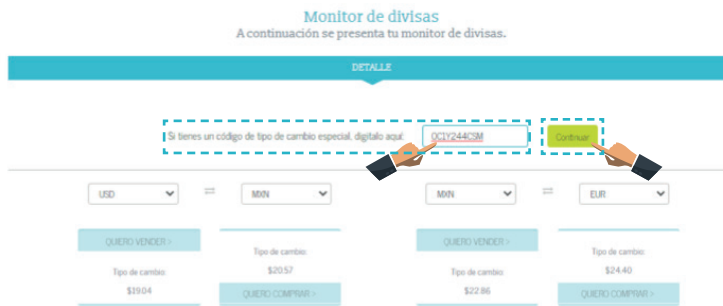 Monitor de divisas
A continuación se presenta tu monitor de divisas.
DETALLE
Si tienes un código de tipo de cambio especial, digítalo aquí: OC1Y244CSM Continuar
USD MXN MXN EUR
QUIERO VENDER > QUIERO VENDER >
Tipo de cambio: Tipo de cambio:
Tipo de cambio: $20.57 Tipo de cambio: $24.40
$19.04 QUIERO COMPRAR > $22.86 QUIERO COMPRAR >